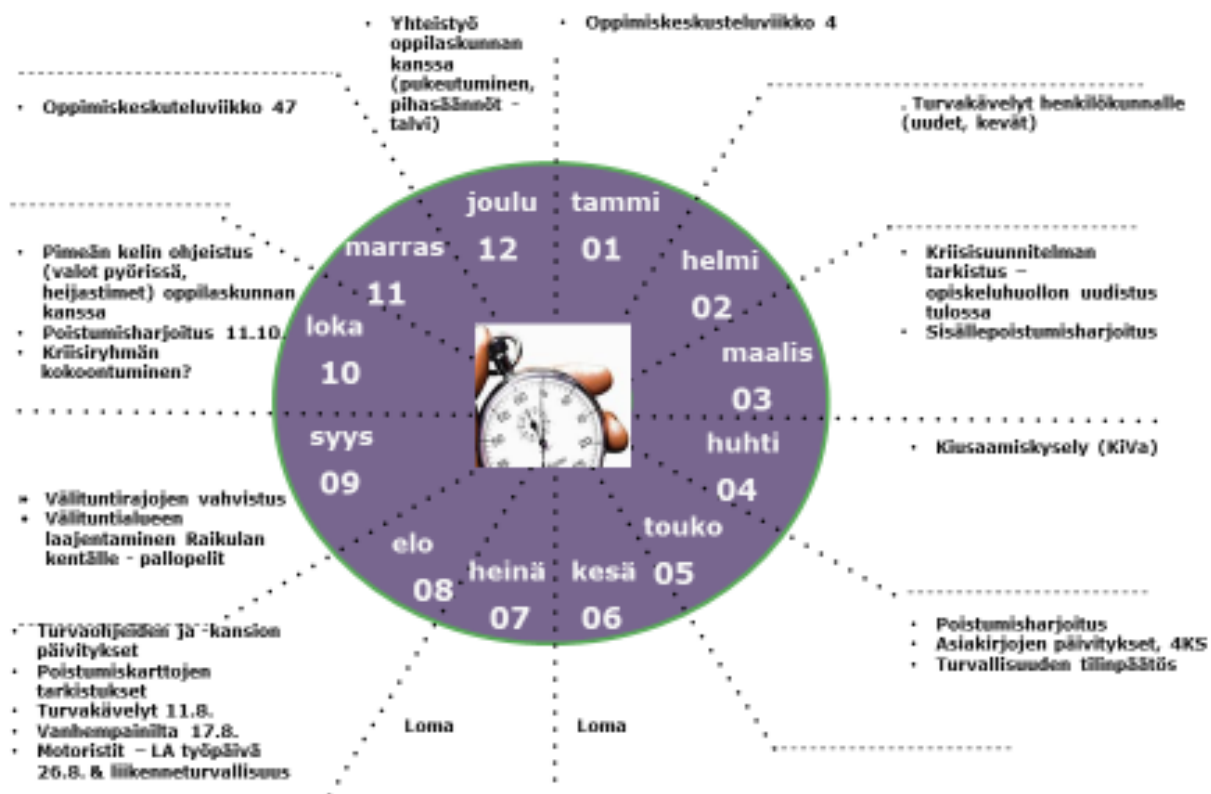 • Yhteistyö
oppilaskunnan
kanssa
(pukeutuminen,
pihasäännöt –
talvi)
• Oppimiskeskusteluviikko 4
• Oppimiskeskuteluviikko 47
. Turvakävelyt henkilökunnalle
(uudet, kevät)
• Pimeän kelin ohjeistus
(valot pyörissä,
heijastimet) oppilaskunnan
kanssa
• Poistumisharjoitus 11.10.
• Kriisiryhmän
kokoontuminen?
• Kriisisuunnitelman
tarkistus –
opiskeluhuollon uudistus
tulossa
• Sisällepoistumisharjoitus
joulu
12
tammi
01
marras
11
helmi
02
loka
10
maalis
03
syys
09
huhti
04
elo
08
touko
05
heinä
07
kesä
06
• Kiusaamiskysely (KiVa)
• Välituntirajojen vahvistus
• Välituntialueen
laajentaminen Raikulan
kentälle - pallopelit
• Turvaohjeiden ja -kansion
päivitykset
• Poistumiskarttojen
tarkistukset
• Turvakävelyt 11.8.
• Vanhempainilta 17.8.
• Motoristit – LA työpäivä
26.8. & liikenneturvallisuus
Loma
Loma
• Poistumisharjoitus
• Asiakirjojen päivitykset, 4KS
• Turvallisuuden tilinpäätös